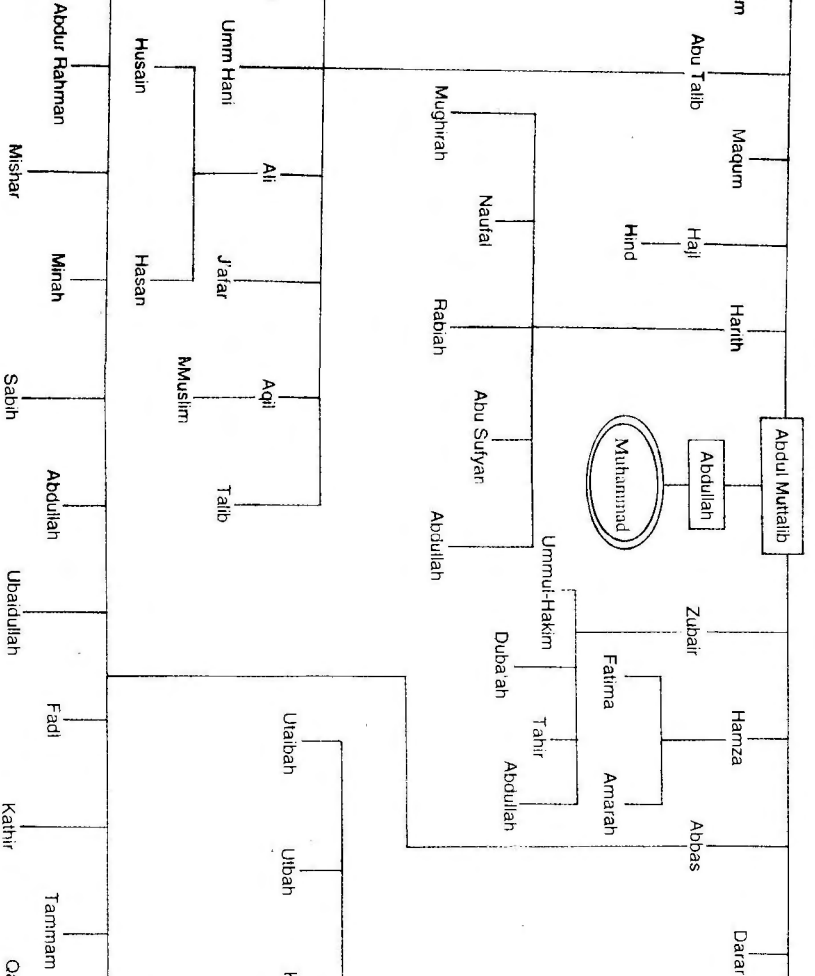 Abdul Muttalib
Maqum
Harith
Hamza
Abu Talib
Hajl
Abdullah
Zubair
Abbas
Hind
Muhammad
Fatima
Amarah
Ummul-Hakim
Tahir
Duba'ah
Abdullah
Naufal
Abu Sufyan
Mughirah
Rabiah
Abdullah
Utaibah
Utbah
Ali
Aqil
Umm Hani
J'afar
Talib
MMuslim
Husain
Hasan
Abdur Rahman
Minah
Abdullah
Fadl
Tammam
Mishar
Sabih
Ubaidullah
Kathir